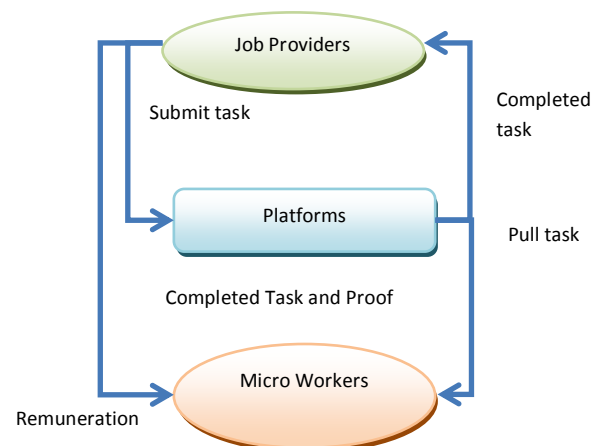 Job Providers
Submit task
Completed
task
Platforms
Pull task
Completed Task and Proof
Micro Workers
Remuneration